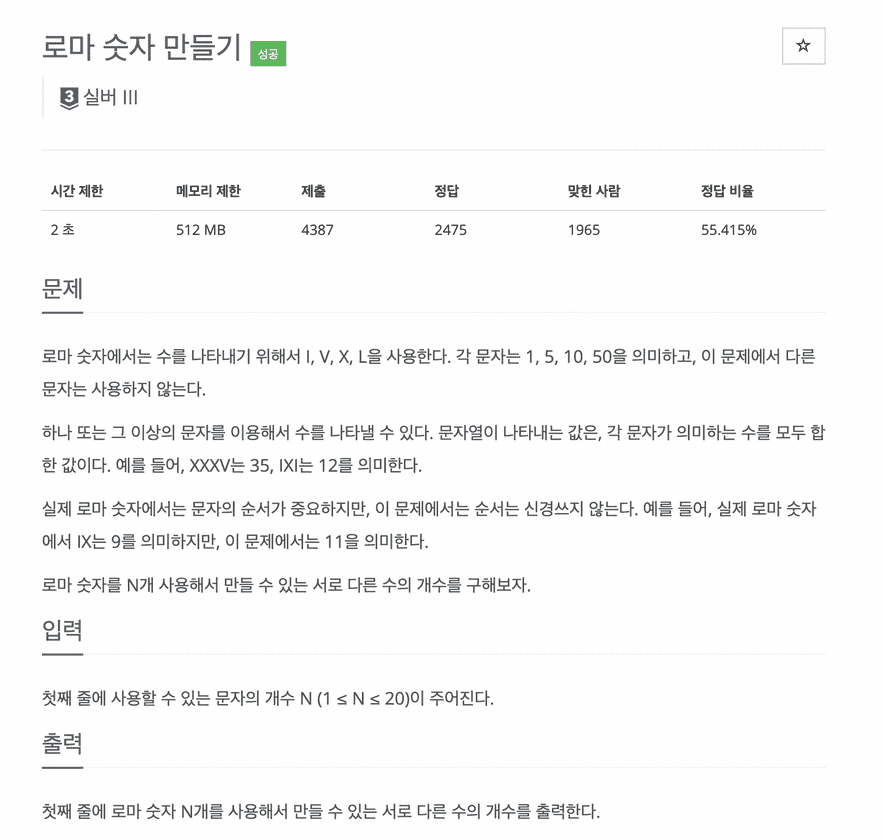 로마 숫자 만들기 성공
☆
3 실버 III
시간 제한 메모리 제한 제출 정답 맞힌 사람 정답 비율
2 초 512 MB 4387 2475 1965 55.415%
문제
로마 숫자에서는 수를 나타내기 위해서 I, V, X, L을 사용한다. 각 문자는 1, 5, 10, 50을 의미하고, 이 문제에서 다른
문자는 사용하지 않는다.
하나 또는 그 이상의 문자를 이용해서 수를 나타낼 수 있다. 문자열이 나타내는 값은, 각 문자가 의미하는 수를 모두 합
한 값이다. 예를 들어, XXXV는 35, IXI는 12를 의미한다.
실제 로마 숫자에서는 문자의 순서가 중요하지만, 이 문제에서는 순서는 신경쓰지 않는다. 예를 들어, 실제 로마 숫자
에서 IX는 9를 의미하지만, 이 문제에서는 11을 의미한다.
로마 숫자를 N개 사용해서 만들 수 있는 서로 다른 수의 개수를 구해보자.
입력
첫째 줄에 사용할 수 있는 문자의 개수 N (1 ≤ N ≤ 20)이 주어진다.
출력
첫째 줄에 로마 숫자 N개를 사용해서 만들 수 있는 서로 다른 수의 개수를 출력한다.